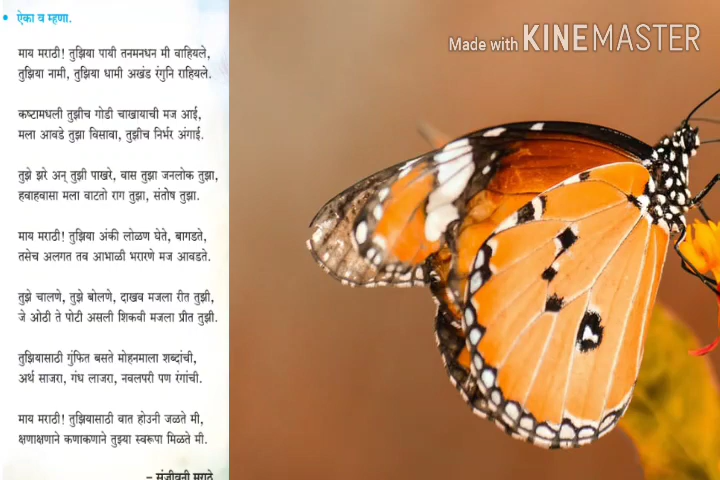 • ऐका व म्हणा.
माय मराठी! तुझिया पायी तनमनधन मी वाहियले,
तुझिया नामी, तुझिया धामी अखंड रंगुनि राहियले.
कष्टामधली तुझीच गोडी चाखायाची मज आई,
मला आवडे तुझा विसावा, तुझीच निर्भर अंगाई.
तुझे झरे अन् तुझी पाखरे, वास तुझा जनलोक तुझा,
हवाहवासा मला वाटतो राग तुझा, संतोष तुझा.
माय मराठी! तुझिया अंकी लोळण घेते, बागडते,
तसेच अलगत तव आभाळी भरारणे मज आवडते.
तुझे चालणे, तुझे बोलणे, दाखव मजला रीत तुझी,
जे ओठी ते पोटी असली शिकवी मजला प्रीत तुझी.
तुझियासाठी गुंफित बसते मोहनमाला शब्दांची,
अर्थ साजरा, गंध लाजरा, नवलपरी पण रंगांची.
माय मराठी! तुझियासाठी वात होउनी जळते मी,
क्षणाक्षणाने कणाकणाने तुझ्या स्वरूपा मिळते मी.
– संजीवनी मराठे
Made with KINEMASTER